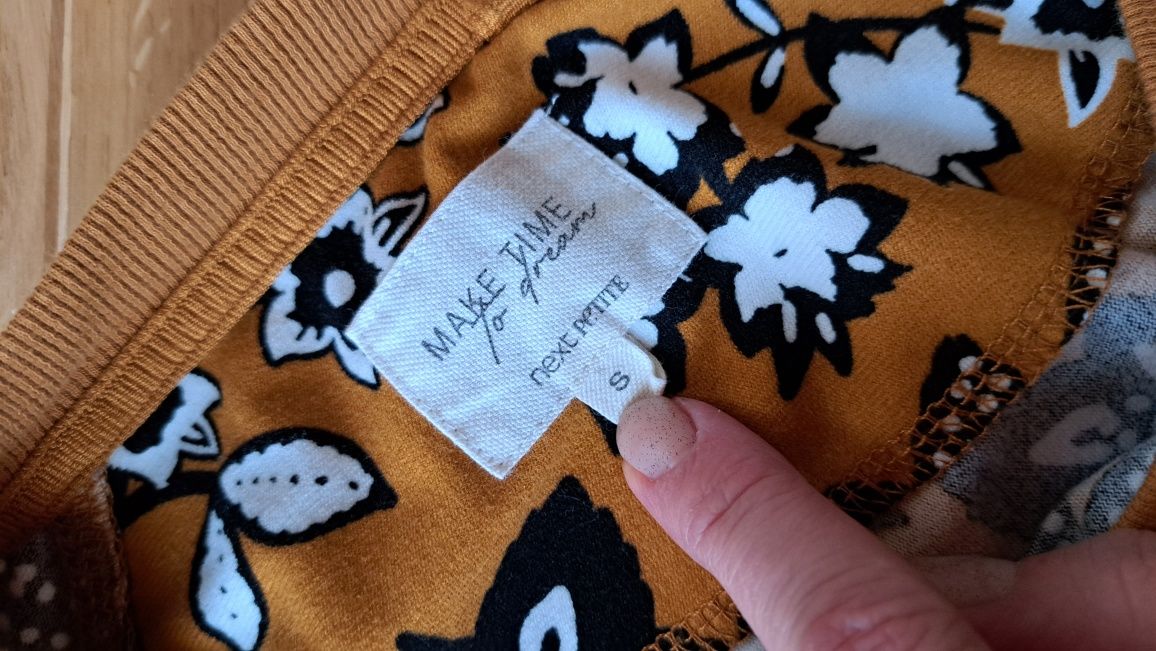 MAKE TIME
to dream
next PETITE
S